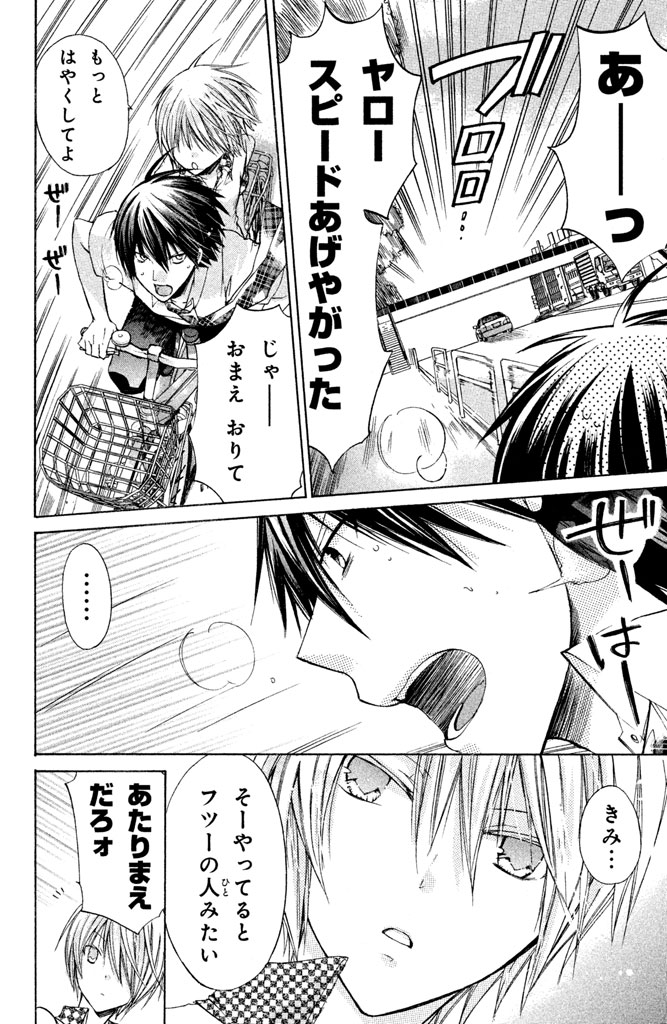 あーーっ
ブロロロ…
ヤロー
スピードあげやがった
もっと
はやくしてよ
ぜー
ぜー
じゃー
おまえ おりて
ぜー
はー
……
きみ…
そーやってると
フツーの人みたい
ひと
あたりまえ
だろォ